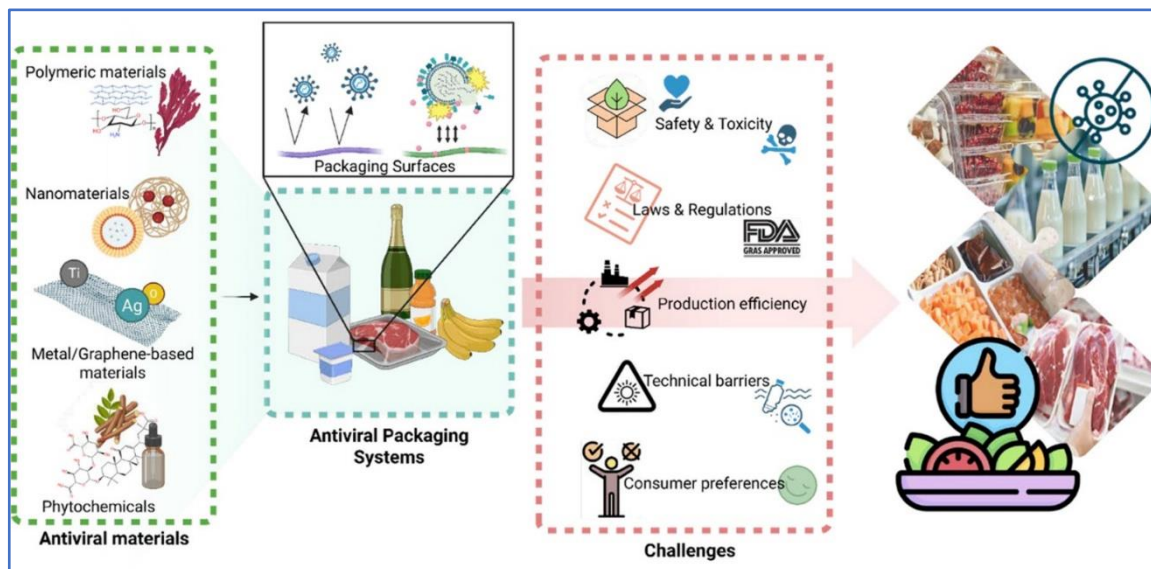 Polymeric materials
Nanomaterials
Ti
Ag
O
Metal/Graphene-based
materials
Phytochemicals
Antiviral materials
Packaging Surfaces
Antiviral Packaging
Systems
Safety & Toxicity
Laws & Regulations
FDA
GRAS APPROVED
Production efficiency
Technical barriers
Consumer preferences
Challenges